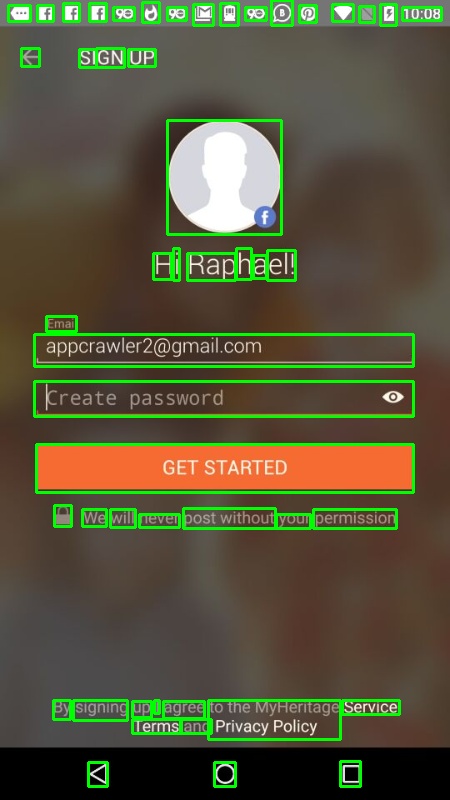 10:08
SIGN UP
Hi Raphael!
Email
appcrawler2@gmail.com
Create password
GET STARTED
We will never post without your permission
By signing up I agree to the MyHeritage Service
Terms and Privacy Policy